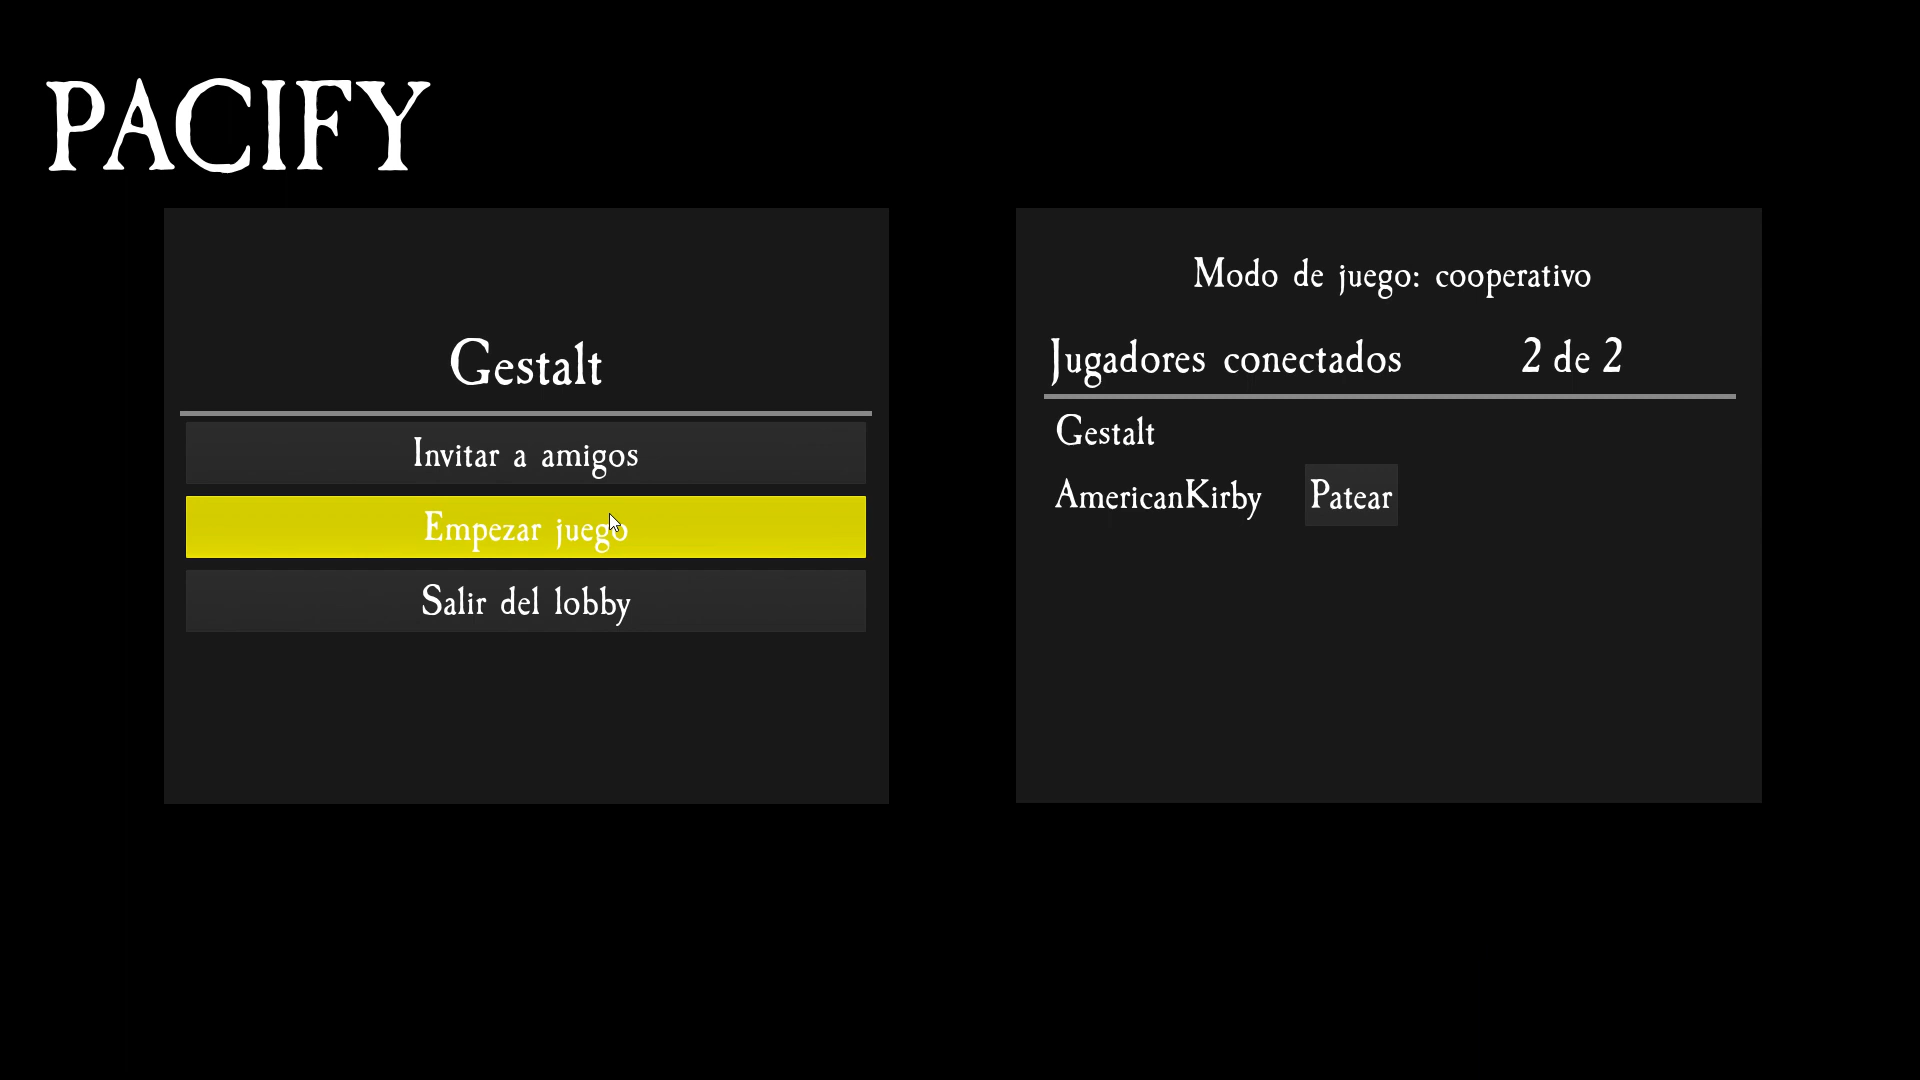 PACIFY
Gestalt
Invitar a amigos
Empezar juego
Salir del lobby
Modo de juego: cooperativo
Jugadores conectados 2 de 2
Gestalt
AmericanKirby Patear